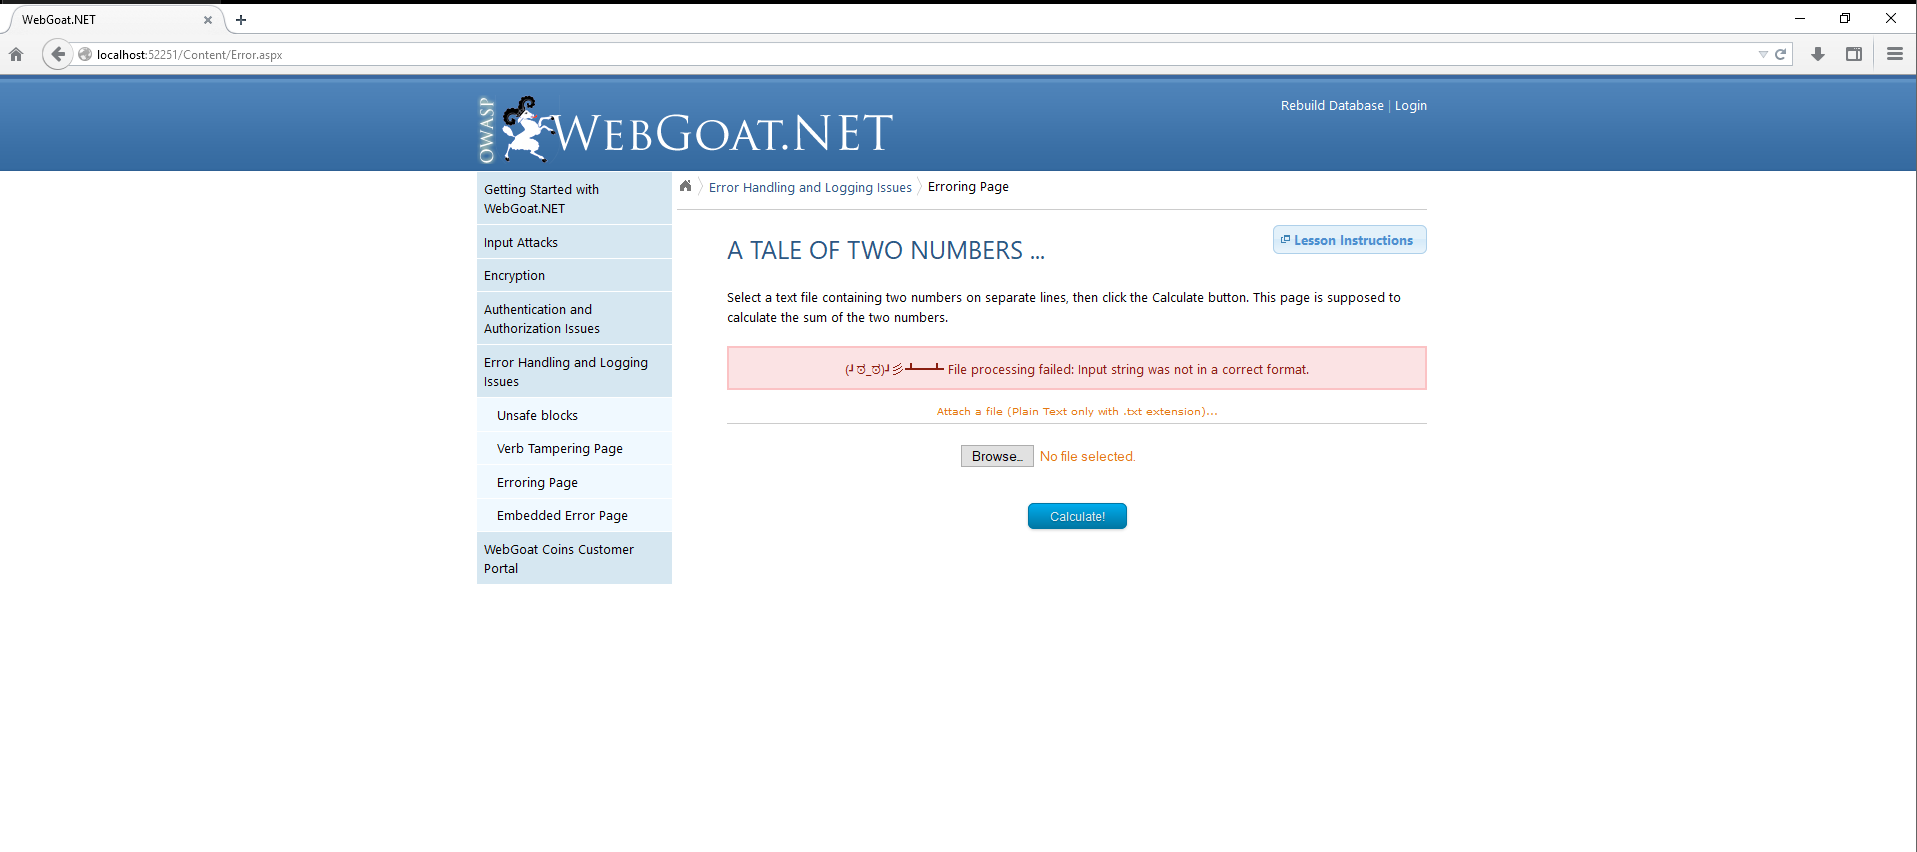 WebGoat.NET
localhost:52251/Content/Error.aspx
OWASP
WEBGOAT.NET
Rebuild Database | Login
Getting Started with
WebGoat.NET
Input Attacks
Encryption
Authentication and
Authorization Issues
Error Handling and Logging
Issues
Unsafe blocks
Verb Tampering Page
Erroring Page
Embedded Error Page
WebGoat Coins Customer
Portal
Error Handling and Logging Issues
Erroring Page
Lesson Instructions
A TALE OF TWO NUMBERS ...
Select a text file containing two numbers on separate lines, then click the Calculate button. This page is supposed to
calculate the sum of the two numbers.
(┛ಠ_ಠ)┛彡┻━┻ File processing failed: Input string was not in a correct format.
Attach a file (Plain Text only with .txt extension)...
Browse… No file selected.
Calculate!